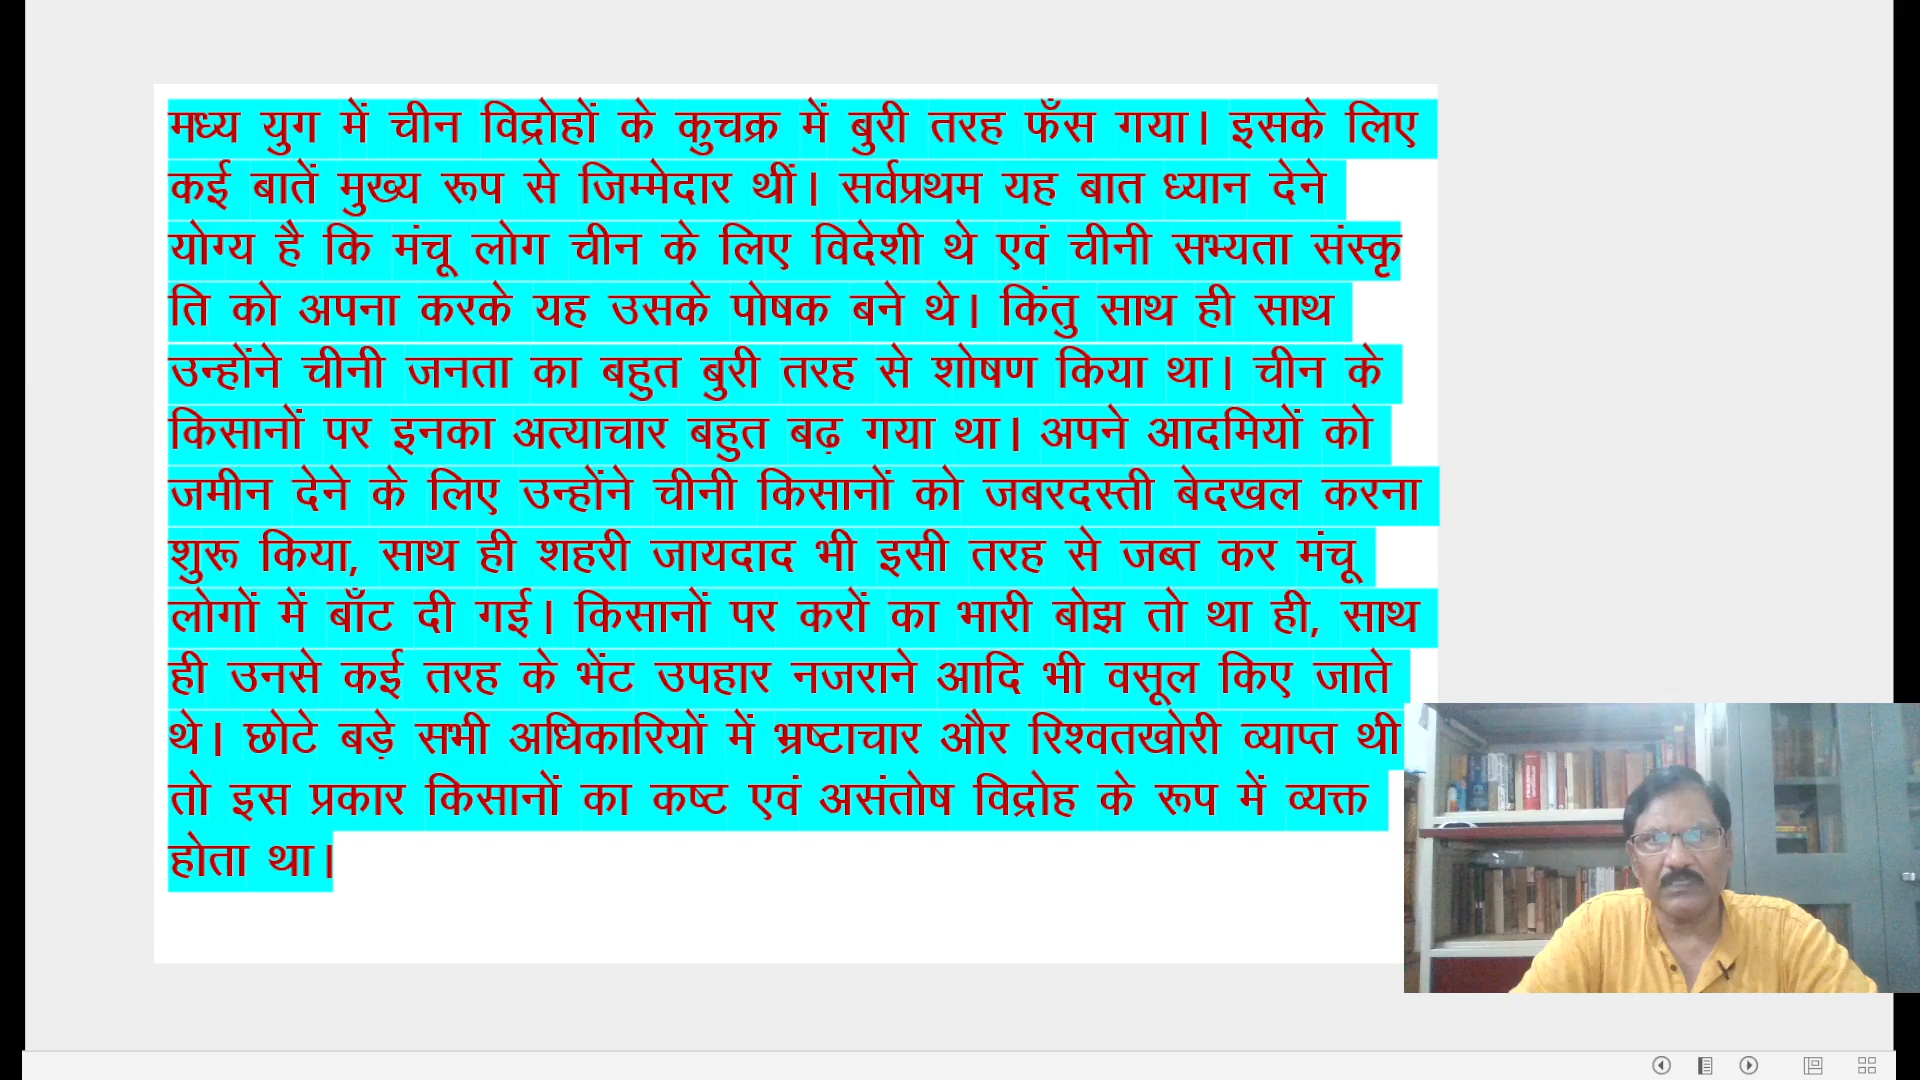 मध्य युग में चीन विद्रोहों के कुचक्र में बुरी तरह फँस गया। इसके लिए
कई बातें मुख्य रूप से जिम्मेदार थीं। सर्वप्रथम यह बात ध्यान देने
योग्य है कि मंचू लोग चीन के लिए विदेशी थे एवं चीनी सभ्यता संस्कृ
ति को अपना करके यह उसके पोषक बने थे। किंतु साथ ही साथ
उन्होंने चीनी जनता का बहुत बुरी तरह से शोषण किया था। चीन के
किसानों पर इनका अत्याचार बहुत बढ़ गया था। अपने आदमियों को
जमीन देने के लिए उन्होंने चीनी किसानों को जबरदस्ती बेदखल करना
शुरू किया, साथ ही शहरी जायदाद भी इसी तरह से जब्त कर मंचू
लोगों में बाँट दी गई। किसानों पर करों का भारी बोझ तो था ही, साथ
ही उनसे कई तरह के भेंट उपहार नजराने आदि भी वसूल किए जाते
थे। छोटे बड़े सभी अधिकारियों में भ्रष्टाचार और रिश्वतखोरी व्याप्त थी
तो इस प्रकार किसानों का कष्ट एवं असंतोष विद्रोह के रूप में व्यक्त
होता था।